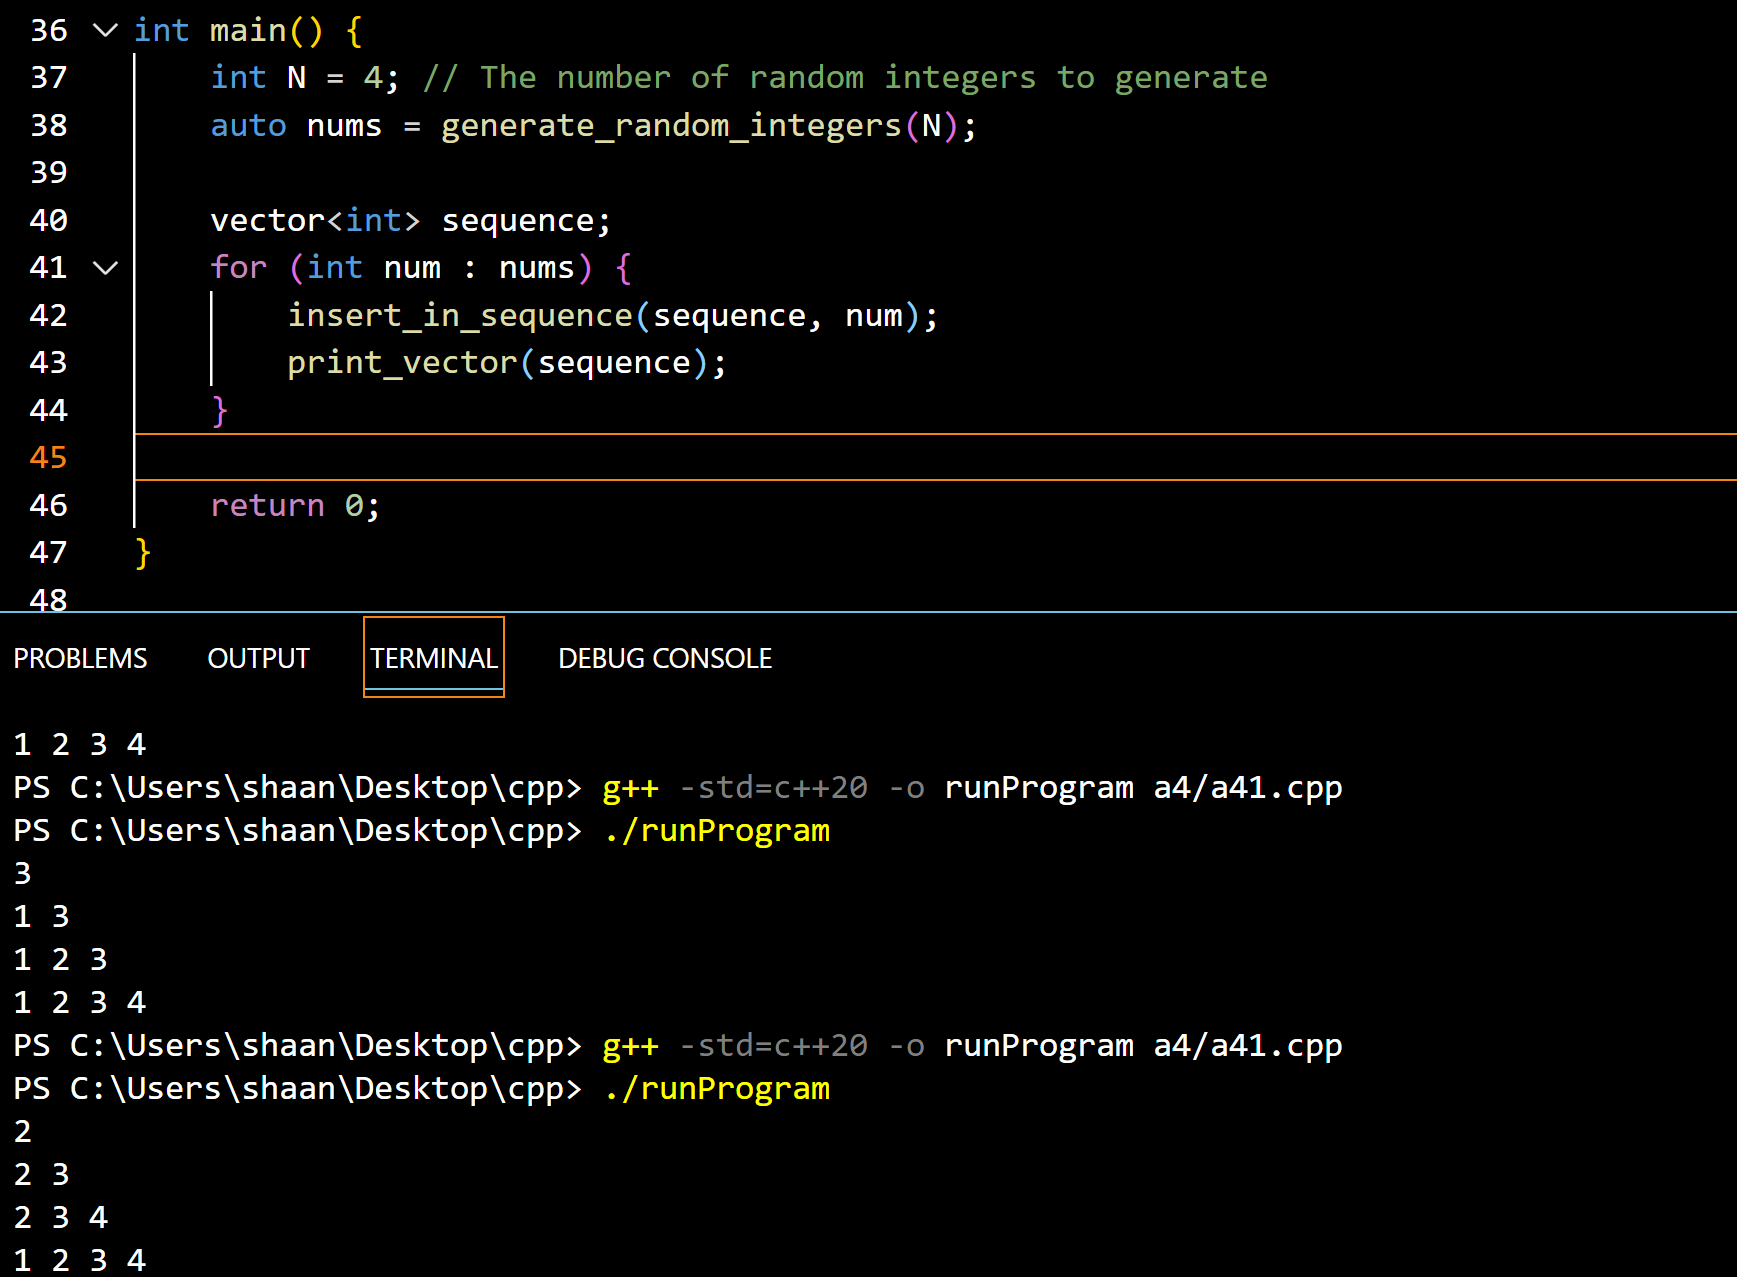 36 int main() {
37 int N = 4; // The number of random integers to generate
38 auto nums = generate_random_integers(N);
39
40 vector<int> sequence;
41 for (int num : nums) {
42 insert_in_sequence(sequence, num);
43 print_vector(sequence);
44 }
45
46 return 0;
47 }
48
PROBLEMS OUTPUT TERMINAL DEBUG CONSOLE
1 2 3 4
PS C:\Users\shaan\Desktop\cpp> g++ -std=c++20 -o runProgram a4/a41.cpp
PS C:\Users\shaan\Desktop\cpp> ./runProgram
3
1 3
1 2 3
1 2 3 4
PS C:\Users\shaan\Desktop\cpp> g++ -std=c++20 -o runProgram a4/a41.cpp
PS C:\Users\shaan\Desktop\cpp> ./runProgram
2
2 3
2 3 4
1 2 3 4